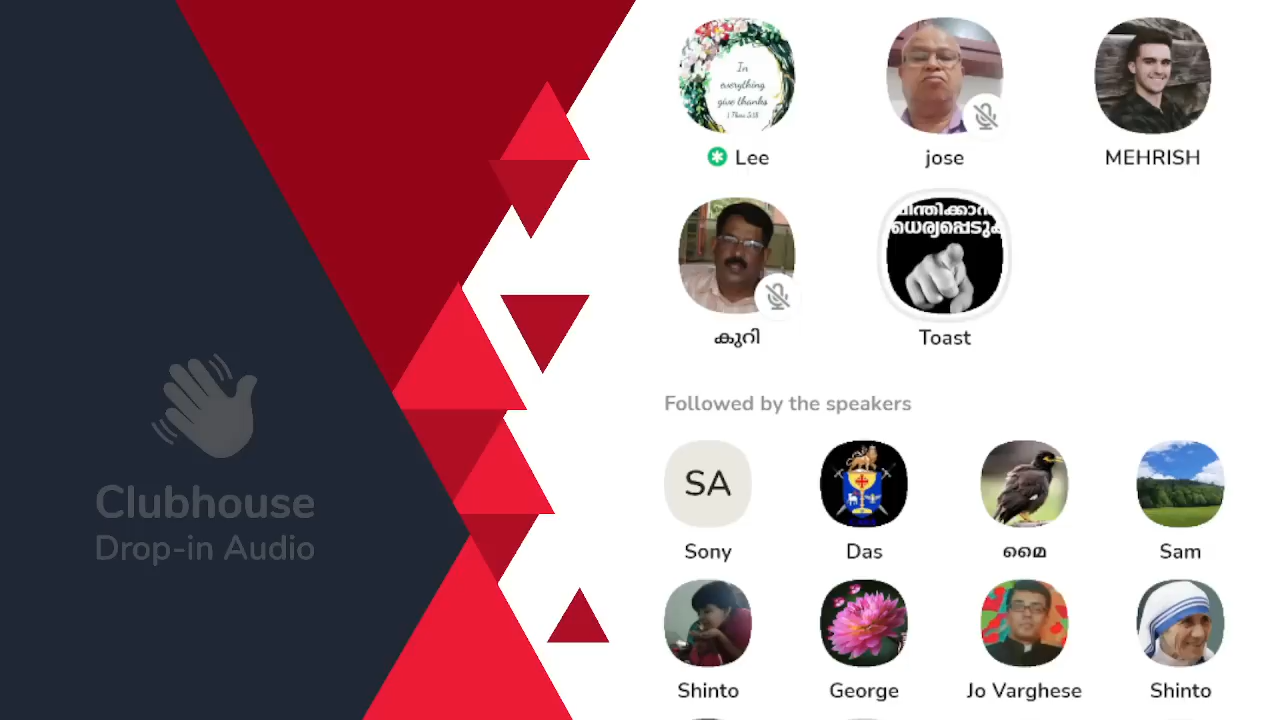 In
everything
give thanks
Lee
jose
MEHRISH
ചിന്തിക്കാൻ
ധൈര്യപ്പെടുക
കുറി
Toast
Followed by the speakers
SA
Sony
Das
മൈ
Sam
Shinto
George
Jo Varghese
Shinto
Clubhouse
Drop-in Audio